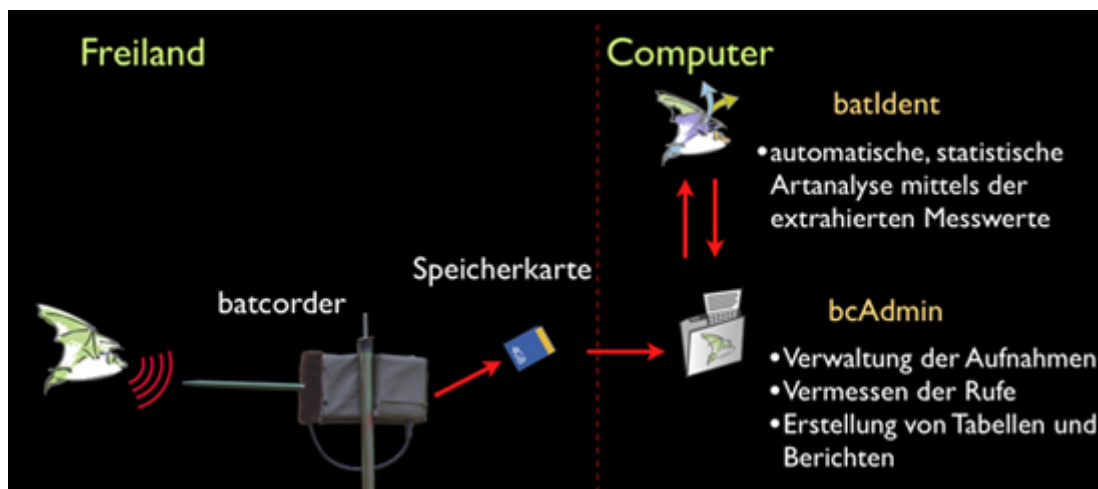 Freiland
Computer
batIdent
•automatische, statistische
Artanalyse mittels der
extrahierten Messwerte
Speicherkarte
batcorder
4GB
bcAdmin
•Verwaltung der Aufnahmen
•Vermessen der Rufe
•Erstellung von Tabellen und
Berichten